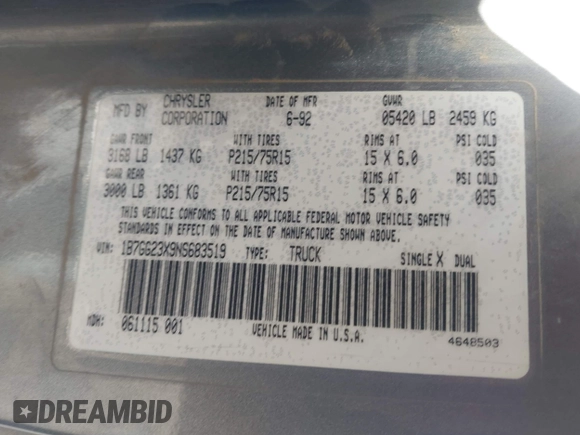 MFD BY CHRYSLER CORPORATION DATE OF MFR 6-92 GVWR 05420 LB 2459 KG
GWR FRONT WITH TIRES RIMS AT PSI COLD
3168 LB 1437 KG P215/75R15 15 X 6.0 035
GAWR REAR WITH TIRES RIMS AT PSI COLD
3000 LB 1361 KG P215/75R15 15 X 6.0 035
THIS VEHICLE CONFORMS TO ALL APPLICABLE FEDERAL MOTOR VEHICLE SAFETY
STANDARDS IN EFFECT ON THE DATE OF MANUFACTURE SHOWN ABOVE.
VIN: 1B7GG23X9NS683519 TYPE: TRUCK SINGLE X DUAL
MDH: 061115 001 VEHICLE MADE IN U.S.A. 4648503
DREAMBID